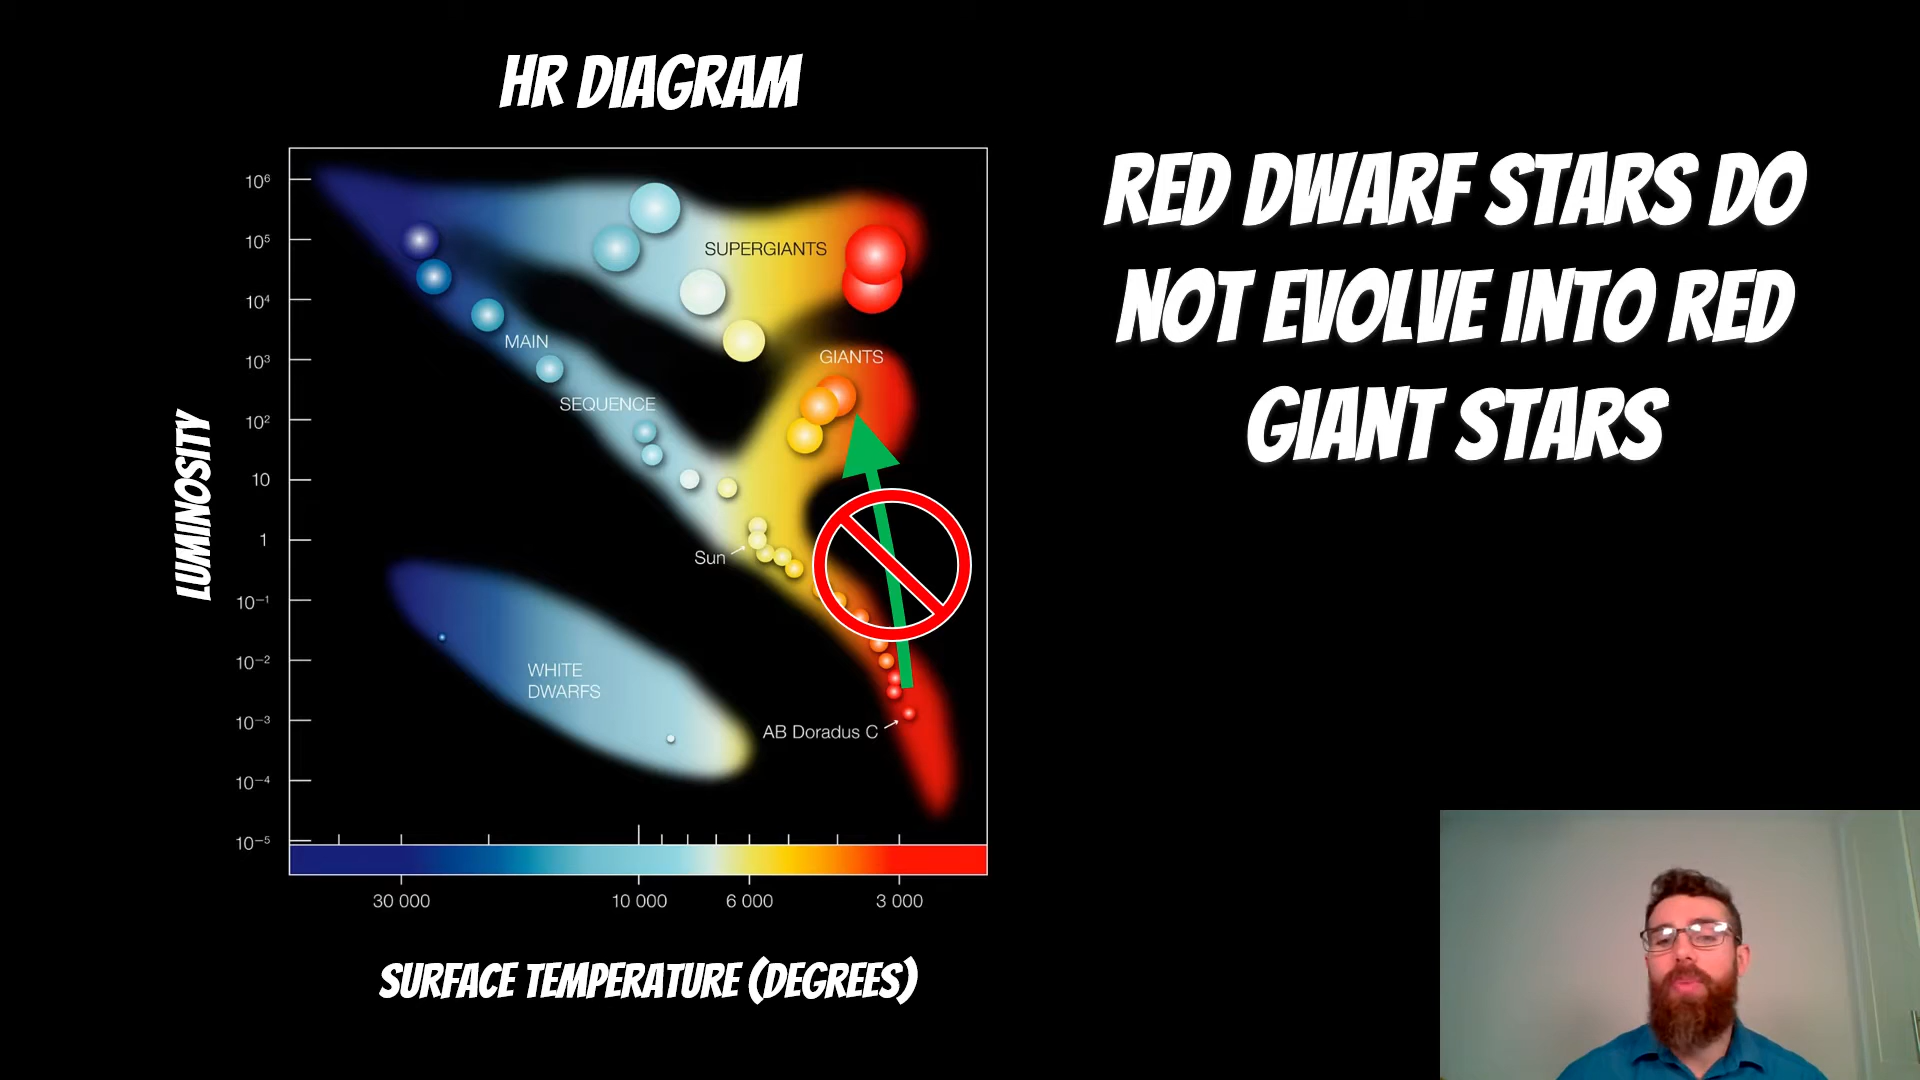 HR DIAGRAM
RED DWARF STARS DO
NOT EVOLVE INTO RED
GIANT STARS
LUMINOSITY
10⁶
10⁵
10⁴
10³
10²
10
1
10⁻¹
10⁻²
10⁻³
10⁻⁴
10⁻⁵
SUPERGIANTS
MAIN
GIANTS
SEQUENCE
Sun
WHITE
DWARFS
AB Doradus C
30 000
10 000
6 000
3 000
SURFACE TEMPERATURE (DEGREES)